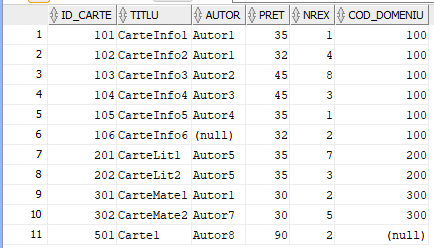 ID_CARTE TITLU AUTOR PRET NREX COD_DOMENIU
1 101 CarteInfo1 Autor1 35 1 100
2 102 CarteInfo2 Autor1 32 4 100
3 103 CarteInfo3 Autor2 45 8 100
4 104 CarteInfo4 Autor3 45 3 100
5 105 CarteInfo5 Autor4 35 1 100
6 106 CarteInfo6 (null) 32 2 100
7 201 CarteLit1 Autor5 35 7 200
8 202 CarteLit2 Autor5 35 3 200
9 301 CarteMate1 Autor1 30 2 300
10 302 CarteMate2 Autor7 30 5 300
11 501 Carte1 Autor8 90 2 (null)